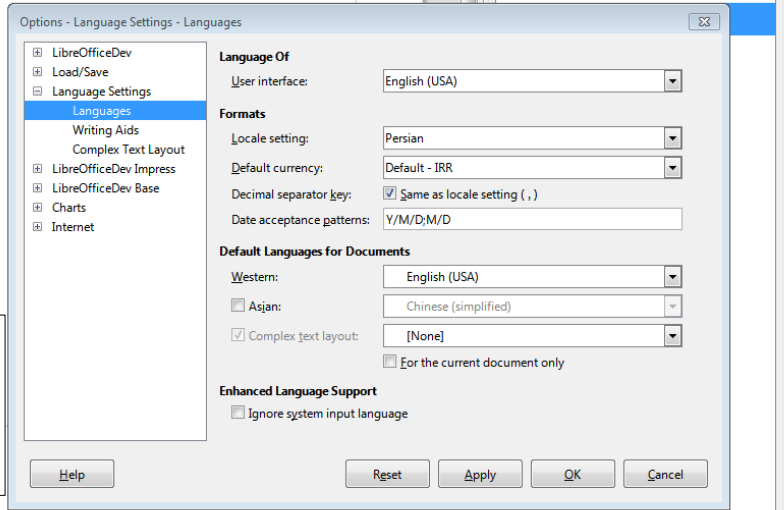 Options - Language Settings - Languages
LibreOfficeDev
Load/Save
Language Settings
Languages
Writing Aids
Complex Text Layout
LibreOfficeDev Impress
LibreOfficeDev Base
Charts
Internet
Language Of
User interface: English (USA)
Formats
Locale setting: Persian
Default currency: Default - IRR
Decimal separator key: Same as locale setting ( , )
Date acceptance patterns: Y/M/D;M/D
Default Languages for Documents
Western: English (USA)
Asian: Chinese (simplified)
Complex text layout: [None]
For the current document only
Enhanced Language Support
Ignore system input language
Help Reset Apply OK Cancel